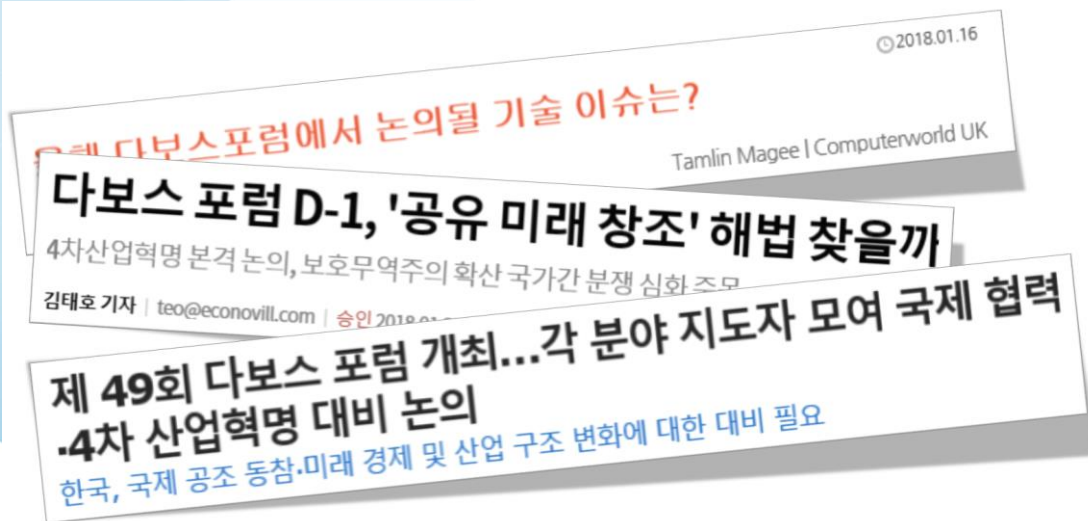 2018.01.16
다보스포럼에서 논의될 기술 이슈는?
Tamlin Magee | Computerworld UK
다보스 포럼 D-1, '공유 미래 창조' 해법 찾을까
4차산업혁명 본격 논의, 보호무역주의 확산 국가간 분쟁 심화
김태호 기자 | teo@econovill.com | 승인 2018
제 49회 다보스 포럼 개최...각 분야 지도자 모여 국제 협력
·4차 산업혁명 대비 논의
한국, 국제 공조 동참·미래 경제 및 산업 구조 변화에 대한 대비 필요